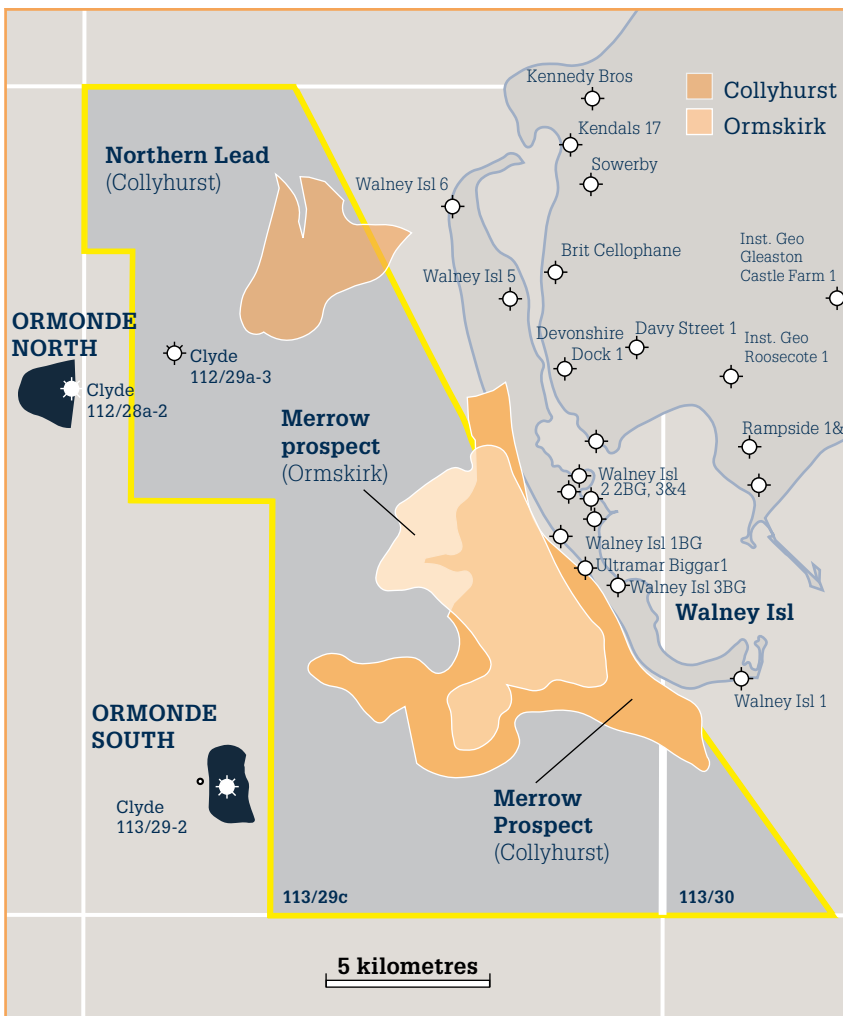 Kennedy Bros
Collyhurst
Ormskirk
Kendals 17
Northern Lead
(Collyhurst)
Sowerby
Walney Isl 6
Brit Cellophane
Inst. Geo
Gleaston
Castle Farm 1
Walney Isl 5
ORMONDE
NORTH
Clyde
112/29a-3
Devonshire
Dock 1
Davy Street 1
Inst. Geo
Roosecote 1
Clyde
112/28a-2
Merrow
prospect
(Ormskirk)
Rampside 1&
Walney Isl
2 2BG, 3&4
Walney Isl 1BG
Ultramar Biggar1
Walney Isl 3BG
Walney Isl
Walney Isl 1
ORMONDE
SOUTH
Clyde
113/29-2
Merrow
Prospect
(Collyhurst)
113/29c
113/30
5 kilometres